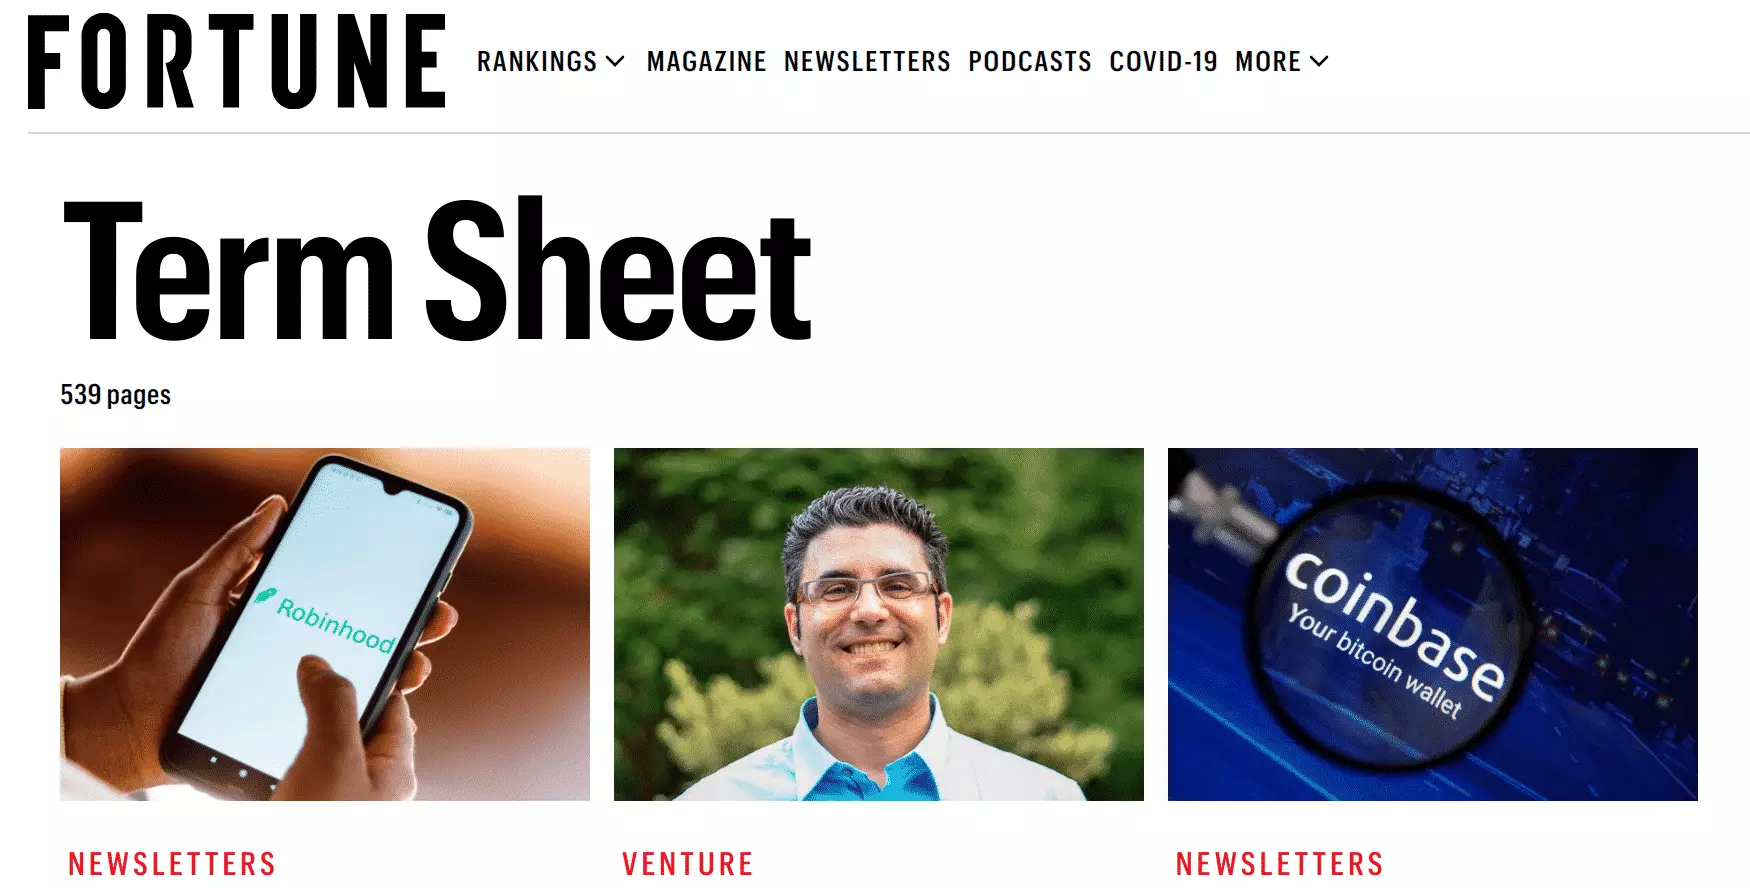 FORTUNE
RANKINGS MAGAZINE NEWSLETTERS PODCASTS COVID-19 MORE
Term Sheet
539 pages
Robinhood
coinbase
Your bitcoin wallet
NEWSLETTERS
VENTURE
NEWSLETTERS